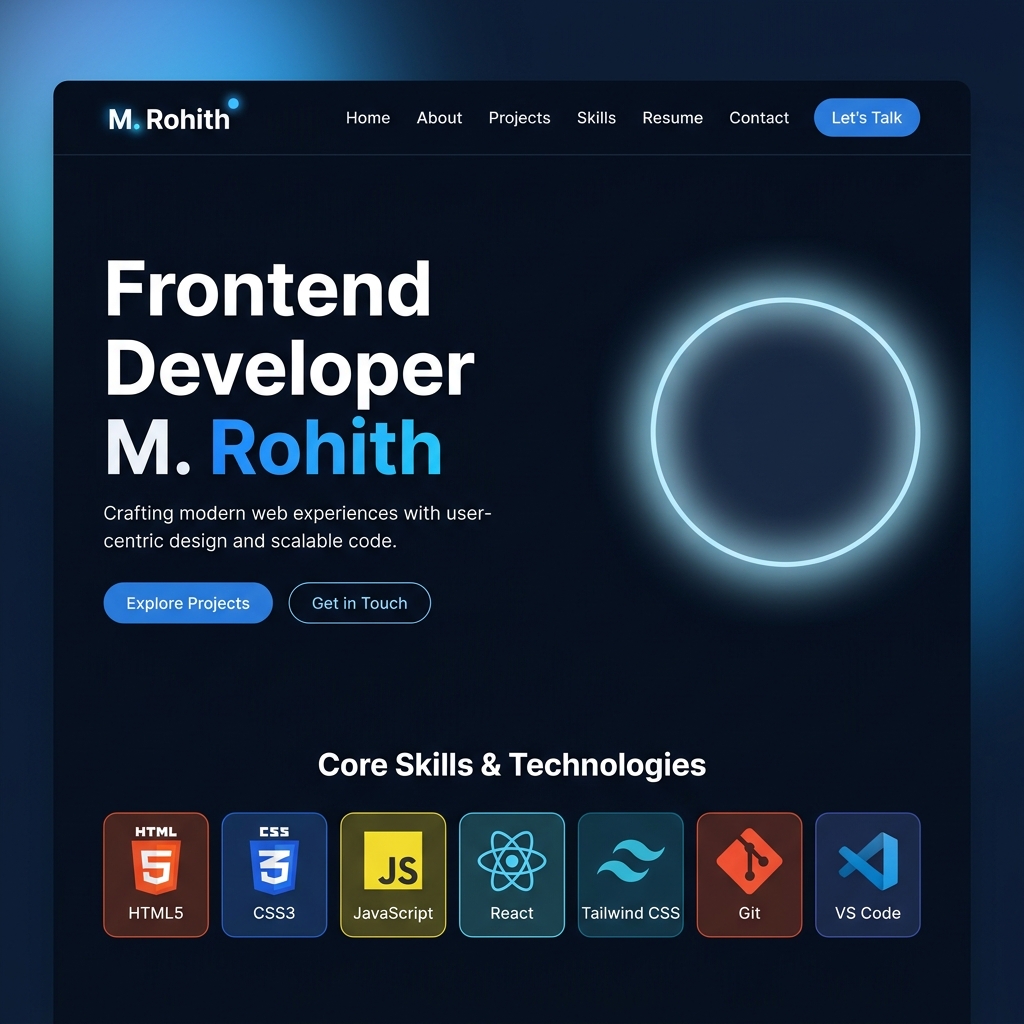 M. Rohith
Home About Projects Skills Resume Contact Let's Talk
Frontend
Developer
M. Rohith
Crafting modern web experiences with user-
centric design and scalable code.
Explore Projects Get in Touch
Core Skills & Technologies
HTML CSS
5 3 JS
HTML5 CSS3 JavaScript React Tailwind CSS Git VS Code